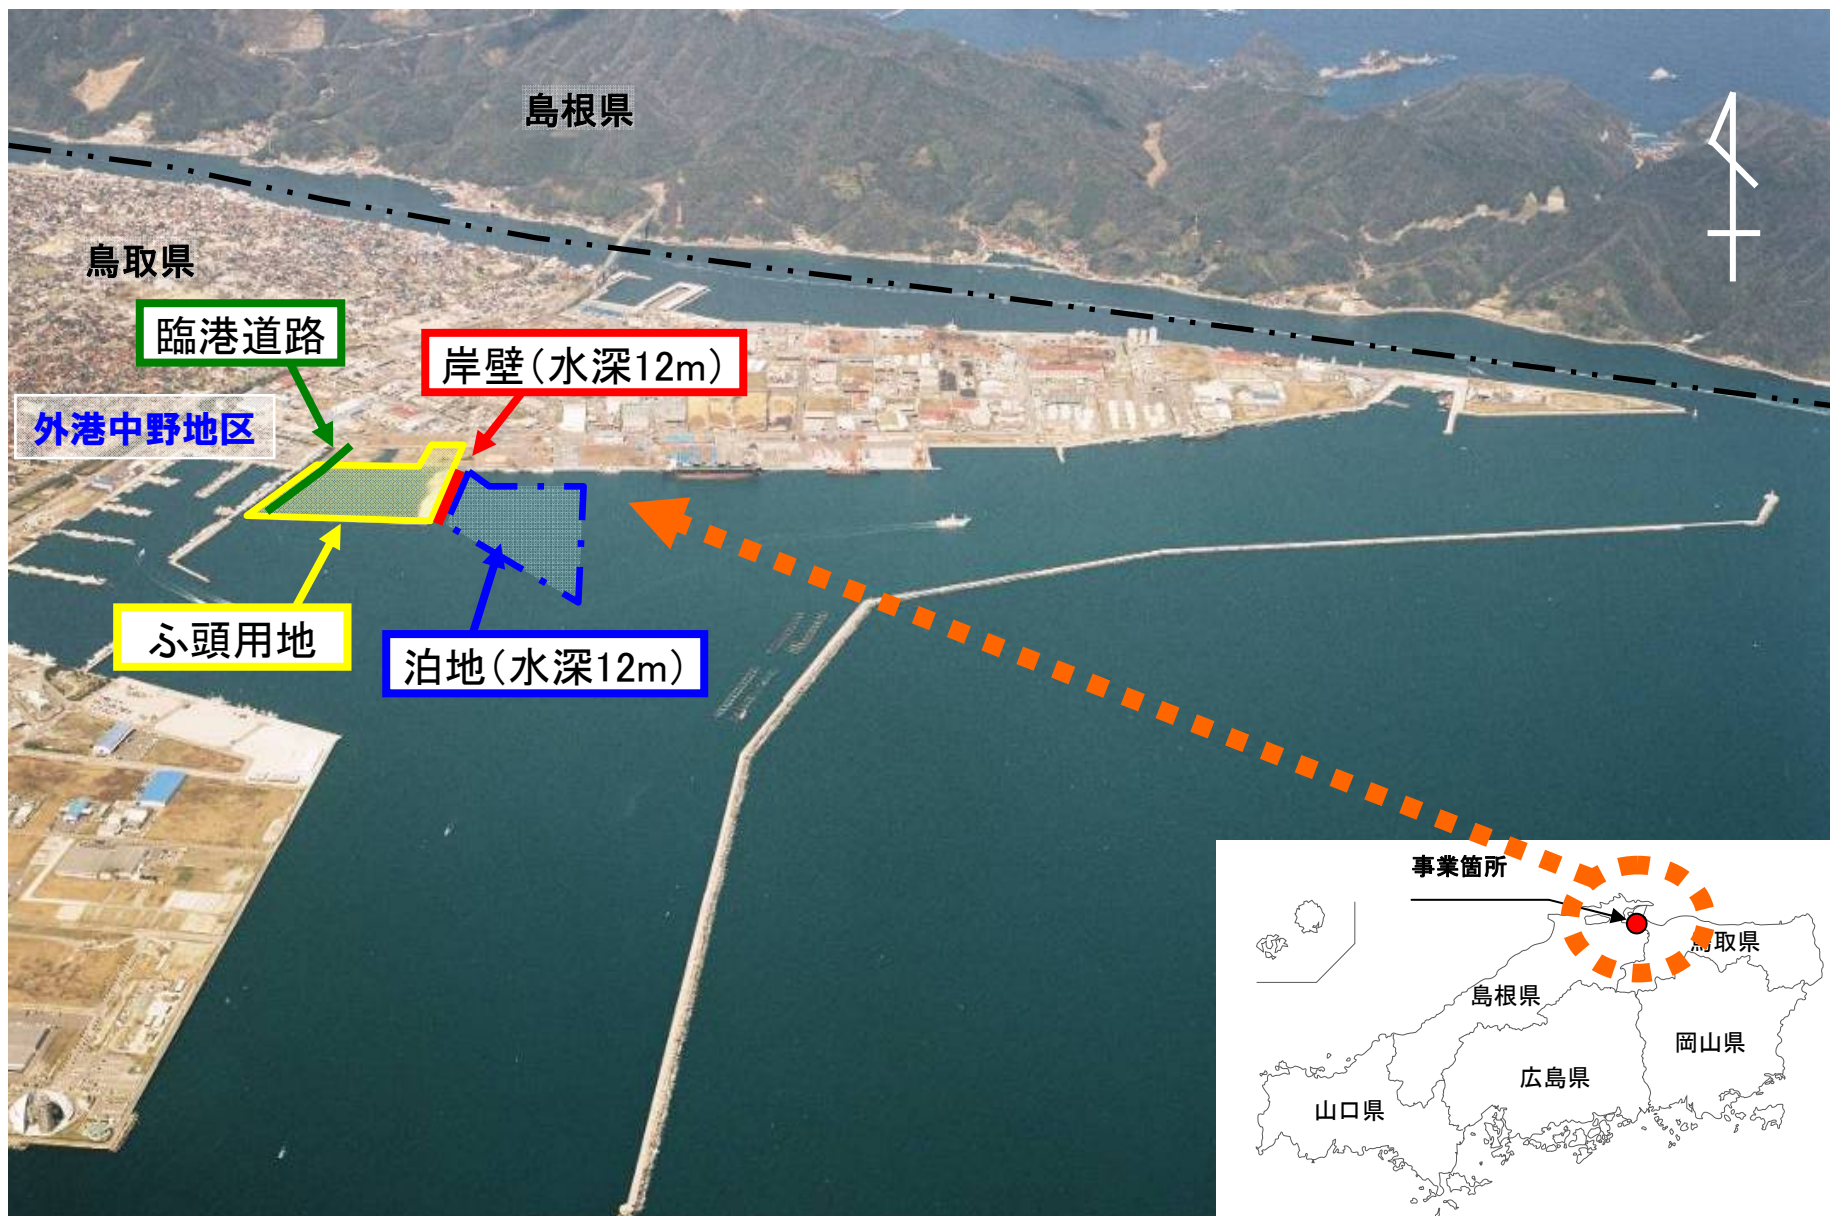 島根県
鳥取県
臨港道路
岸壁(水深12m)
外港中野地区
ふ頭用地
泊地(水深12m)
事業箇所
鳥取県
島根県
岡山県
広島県
山口県